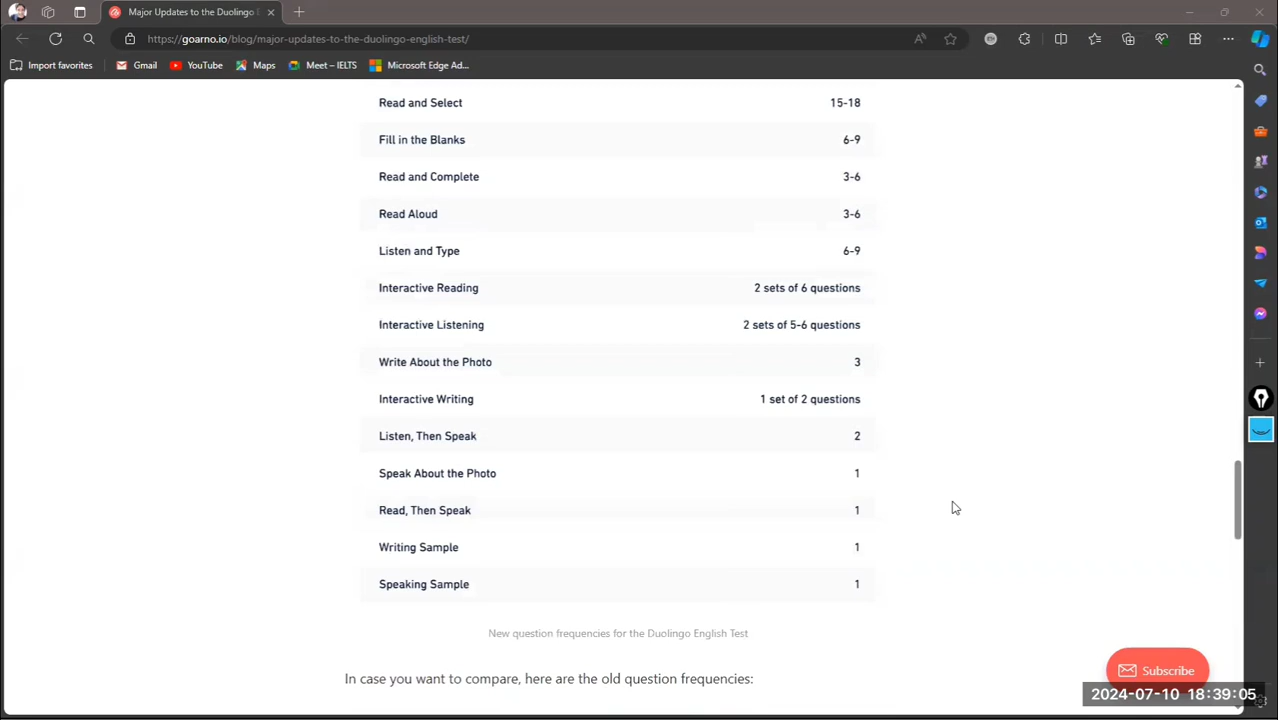 Major Updates to the Duolingo E
https://goarno.io/blog/major-updates-to-the-duolingo-english-test/
Import favorites Gmail YouTube Maps Meet – IELTS Microsoft Edge Ad...
Read and Select 15-18
Fill in the Blanks 6-9
Read and Complete 3-6
Read Aloud 3-6
Listen and Type 6-9
Interactive Reading 2 sets of 6 questions
Interactive Listening 2 sets of 5-6 questions
Write About the Photo 3
Interactive Writing 1 set of 2 questions
Listen, Then Speak 2
Speak About the Photo 1
Read, Then Speak 1
Writing Sample 1
Speaking Sample 1
New question frequencies for the Duolingo English Test
Subscribe
In case you want to compare, here are the old question frequencies:
2024-07-10 18:39:05